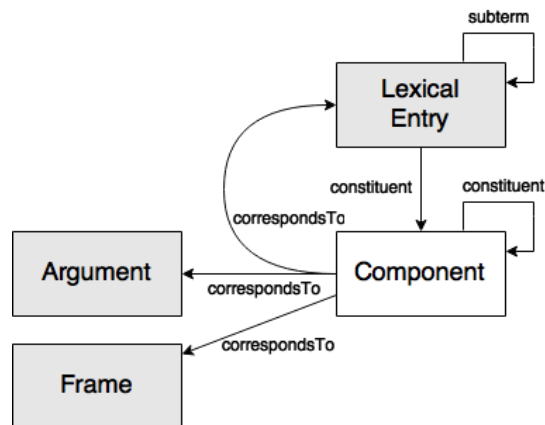 subterm
Lexical
Entry
constituent
constituent
correspondsTo
Argument
Component
correspondsTo
correspondsTo
Frame